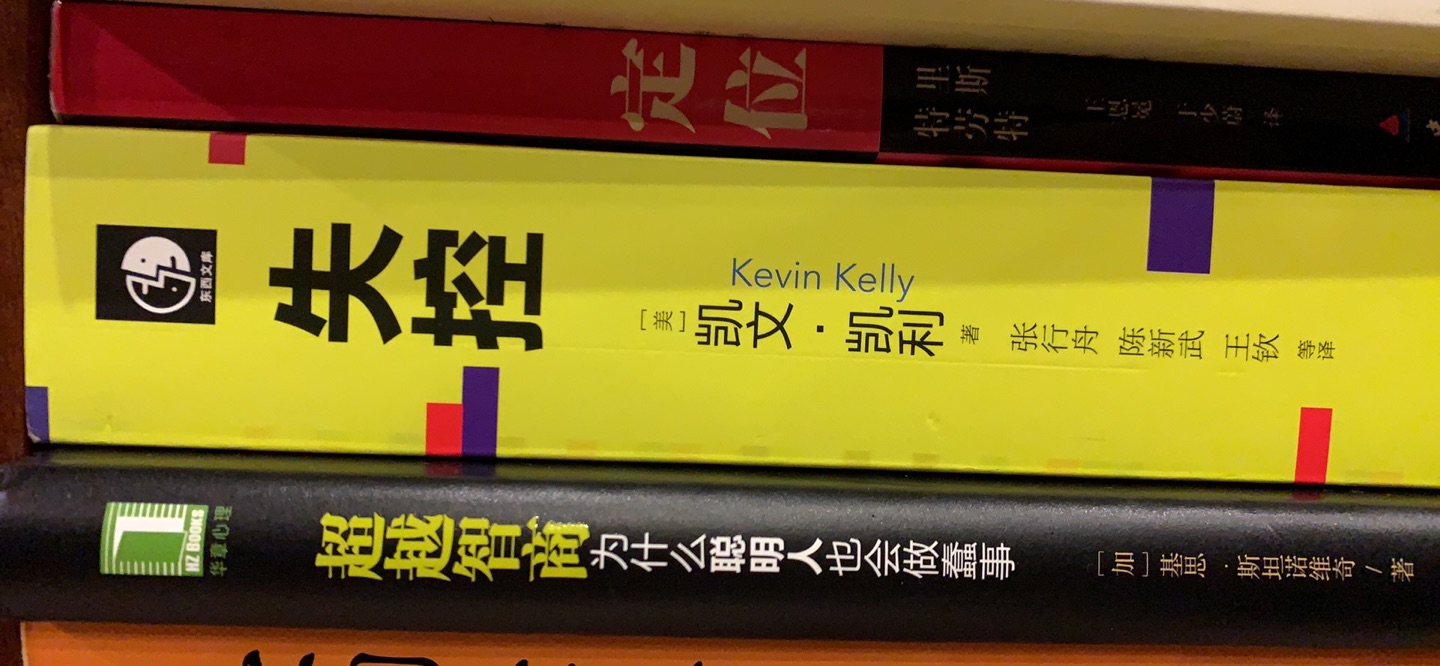 定位
里斯
特劳特
王恩冕 于少蔚 译
东西文库
失控
Kevin Kelly
[美] 凯文·凯利 著 张行舟 陈新武 王钦 等译
HZ BOOKS
华章心理
超越智商 为什么聪明人也会做蠢事 [加] 基思·斯坦诺维奇/著